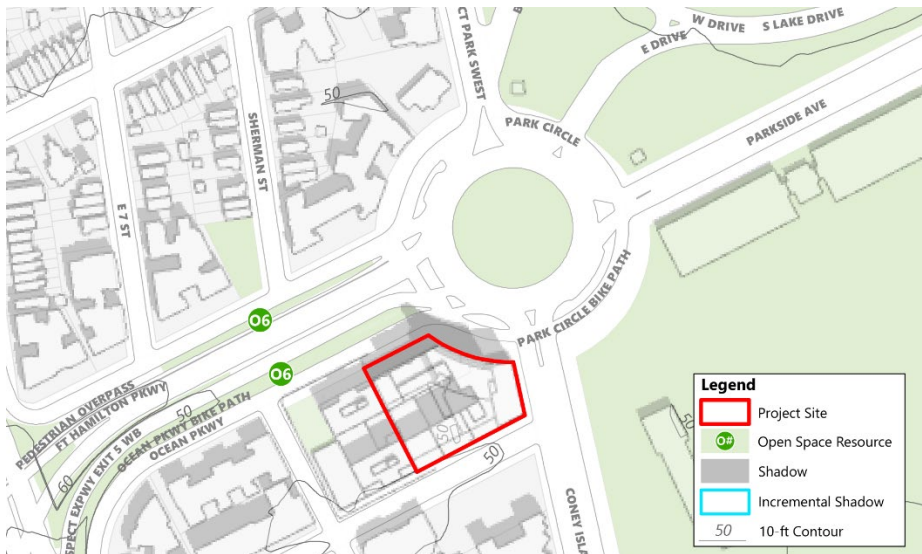 W DRIVE
S LAKE DRIVE
E DRIVE
CT PARK SWEST
50
PARK CIRCLE
PARKSIDE AVE
SHERMAN ST
E 7 ST
O6
PARK CIRCLE BIKE PATH
O6
PEDESTRIAN OVERPASS
FT HAMILTON PKWY
50
OCEAN PKWY BIKE PATH
OCEAN PKWY
SPECT EXPWY EXIT 5 WB
60
50
50
50
CONEY ISLA
Legend
Project Site
O#
Open Space Resource
Shadow
Incremental Shadow
50
10-ft Contour